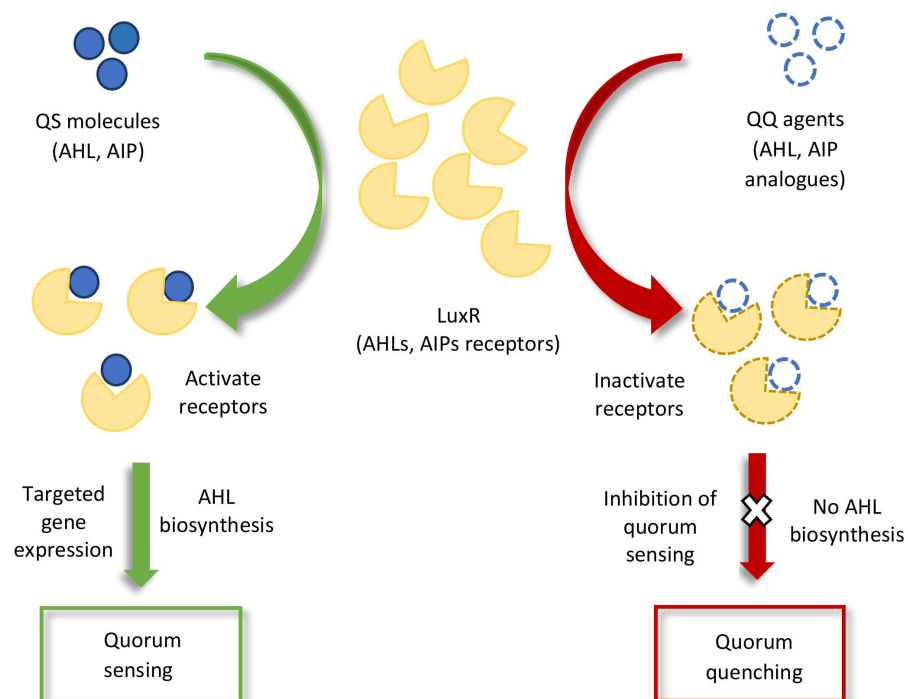 QS molecules
(AHL, AIP)
QQ agents
(AHL, AIP
analogues)
LuxR
(AHLs, AIPs receptors)
Activate
receptors
Inactivate
receptors
Targeted
gene
expression
AHL
biosynthesis
Inhibition of
quorum
sensing
No AHL
biosynthesis
Quorum
sensing
Quorum
quenching